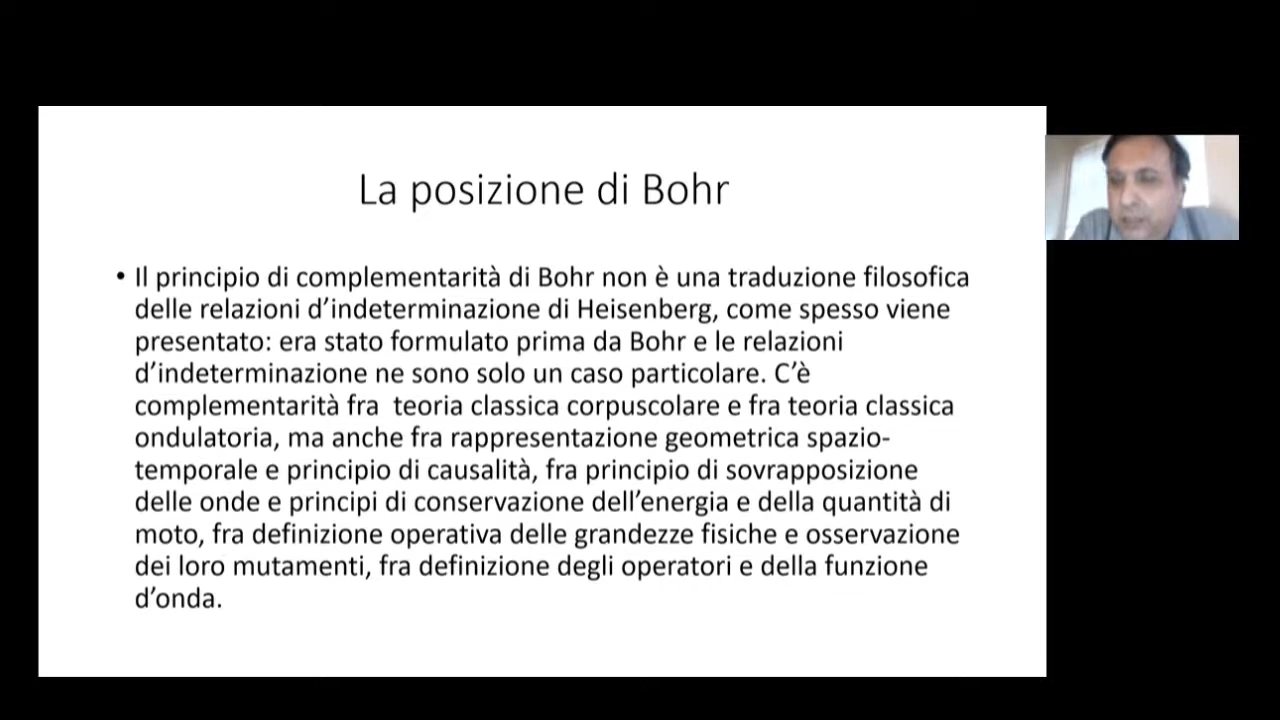 La posizione di Bohr
• Il principio di complementarità di Bohr non è una traduzione filosofica
delle relazioni d’indeterminazione di Heisenberg, come spesso viene
presentato: era stato formulato prima da Bohr e le relazioni
d’indeterminazione ne sono solo un caso particolare. C’è
complementarità fra  teoria classica corpuscolare e fra teoria classica
ondulatoria, ma anche fra rappresentazione geometrica spazio-
temporale e principio di causalità, fra principio di sovrapposizione
delle onde e principi di conservazione dell’energia e della quantità di
moto, fra definizione operativa delle grandezze fisiche e osservazione
dei loro mutamenti, fra definizione degli operatori e della funzione
d’onda.